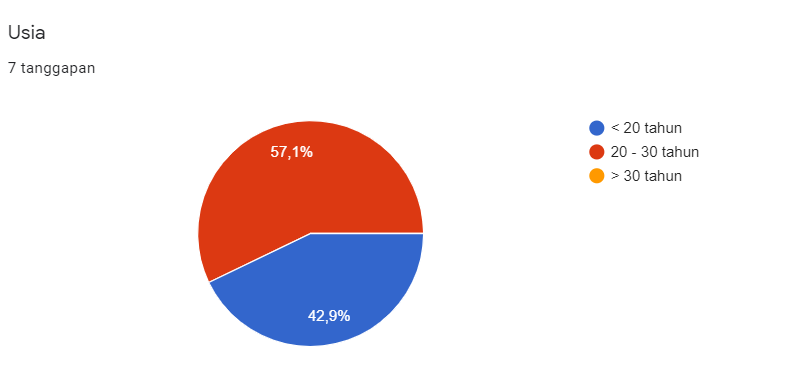 Usia
7 tanggapan
57,1%
42,9%
< 20 tahun
20 - 30 tahun
> 30 tahun